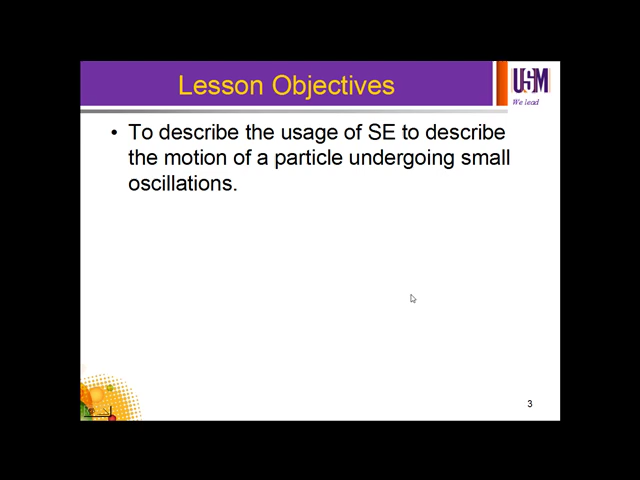 Lesson Objectives
USM
We lead
• To describe the usage of SE to describe
the motion of a particle undergoing small
oscillations.
3